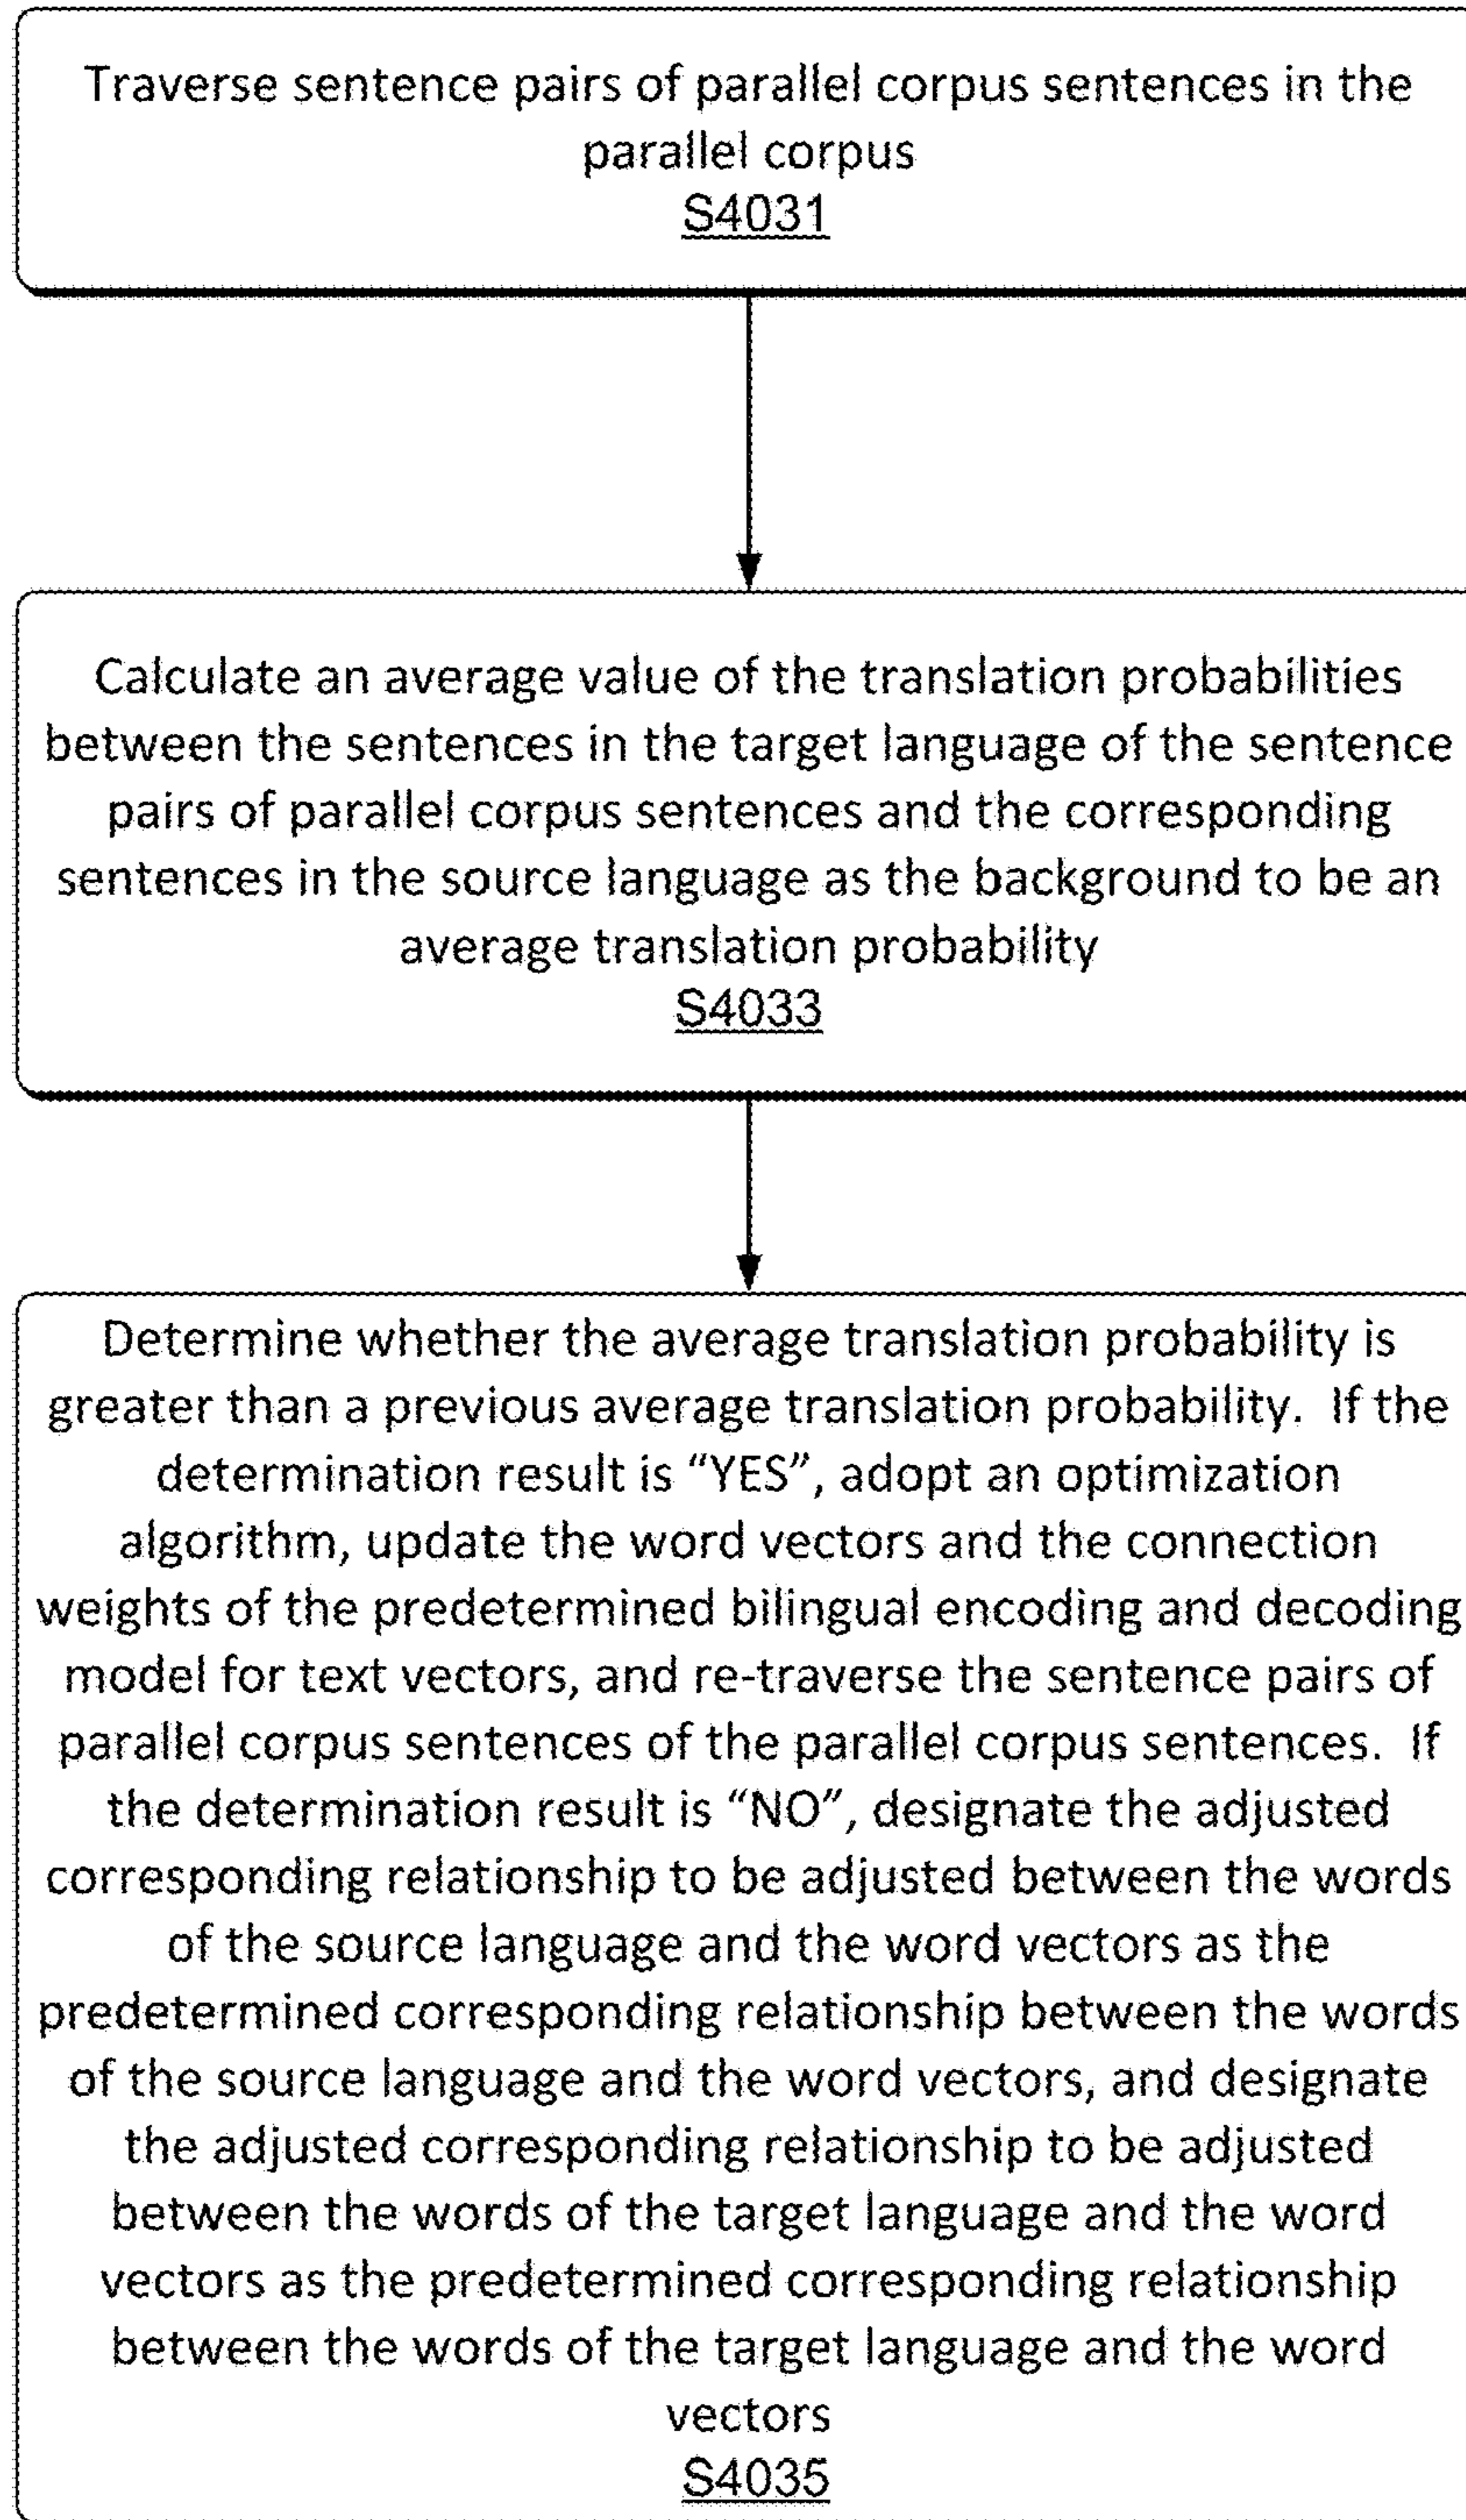 Traverse sentence pairs of parallel corpus sentences in the
parallel corpus
S4031
Calculate an average value of the translation probabilities
between the sentences in the target language of the sentence
pairs of parallel corpus sentences and the corresponding
sentences in the source language as the background to be an
average translation probability
S4033
Determine whether the average translation probability is
greater than a previous average translation probability.  If the
determination result is “YES”, adopt an optimization
algorithm, update the word vectors and the connection
weights of the predetermined bilingual encoding and decoding
model for text vectors, and re-traverse the sentence pairs of
parallel corpus sentences of the parallel corpus sentences.  If
the determination result is “NO”, designate the adjusted
corresponding relationship to be adjusted between the words
of the source language and the word vectors as the
predetermined corresponding relationship between the words
of the source language and the word vectors, and designate
the adjusted corresponding relationship to be adjusted
between the words of the target language and the word
vectors as the predetermined corresponding relationship
between the words of the target language and the word
vectors
S4035